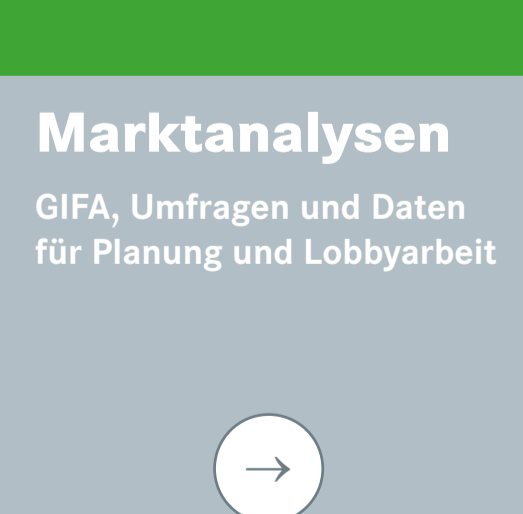 Marktanalysen
GIFA, Umfragen und Daten
für Planung und Lobbyarbeit